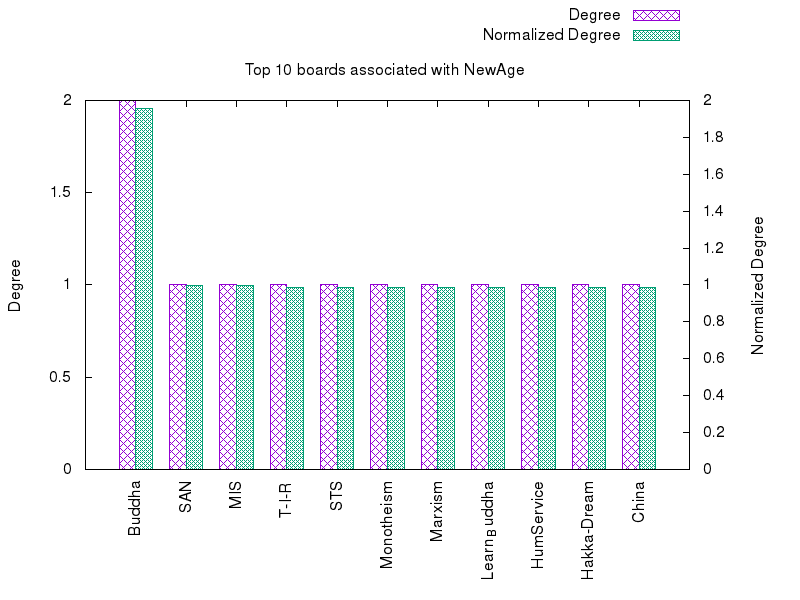 Degree
Normalized Degree
Top 10 boards associated with NewAge
2
1.5
1
0.5
0
Degree
2
1.8
1.6
1.4
1.2
1
0.8
0.6
0.4
0.2
0
Normalized Degree
Buddha
SAN
MIS
T-I-R
STS
Monotheism
Marxism
LearnBuddha
HumService
Hakka-Dream
China